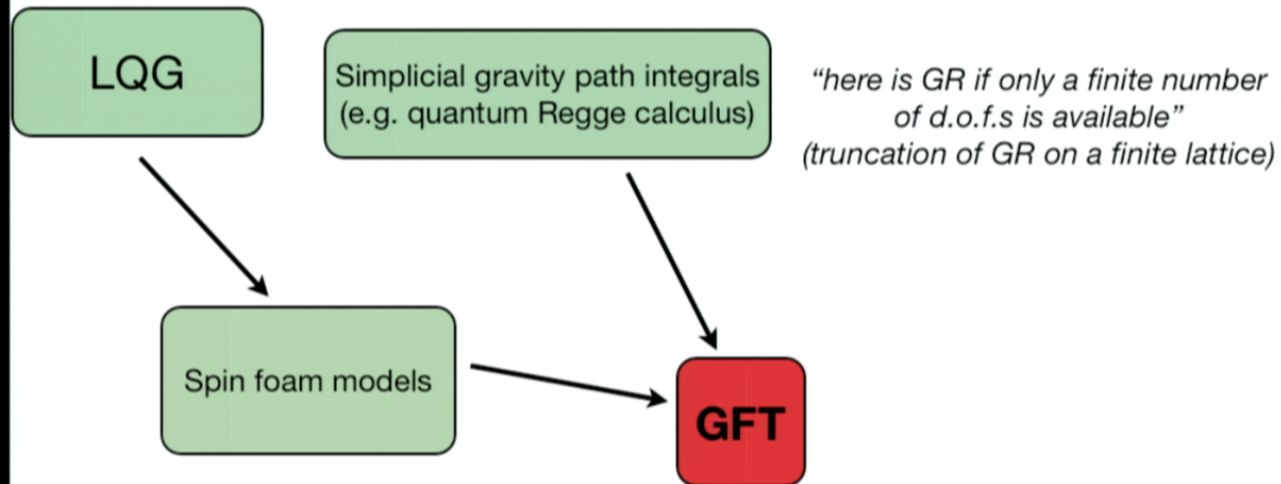 LQG
Simplicial gravity path integrals
(e.g. quantum Regge calculus)
“here is GR if only a finite number
of d.o.f.s is available”
(truncation of GR on a finite lattice)
Spin foam models
GFT